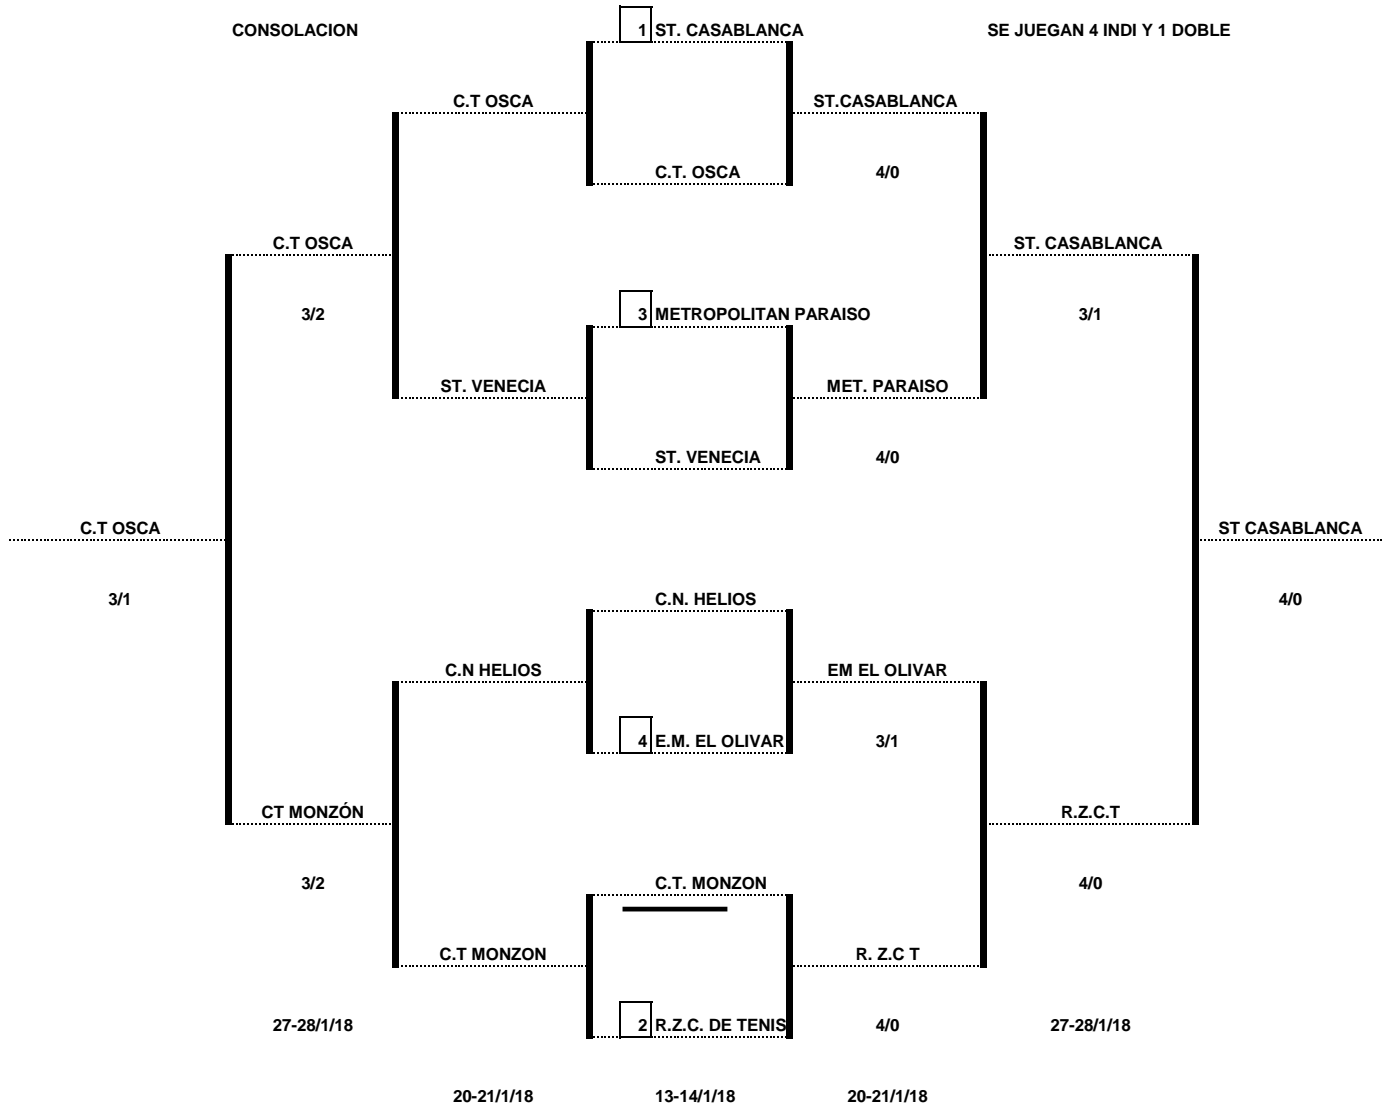 CONSOLACION
1 ST. CASABLANCA
SE JUEGAN 4 INDI Y 1 DOBLE
C.T OSCA
ST.CASABLANCA
C.T. OSCA
4/0
C.T OSCA
ST. CASABLANCA
3/2
3 METROPOLITAN PARAISO
3/1
ST. VENECIA
MET. PARAISO
ST. VENECIA
4/0
C.T OSCA
ST CASABLANCA
3/1
C.N. HELIOS
4/0
C.N HELIOS
EM EL OLIVAR
4 E.M. EL OLIVAR
3/1
CT MONZÓN
R.Z.C.T
3/2
C.T. MONZON
4/0
C.T MONZON
R. Z.C T
27-28/1/18
2 R.Z.C. DE TENIS
4/0
27-28/1/18
20-21/1/18
13-14/1/18
20-21/1/18